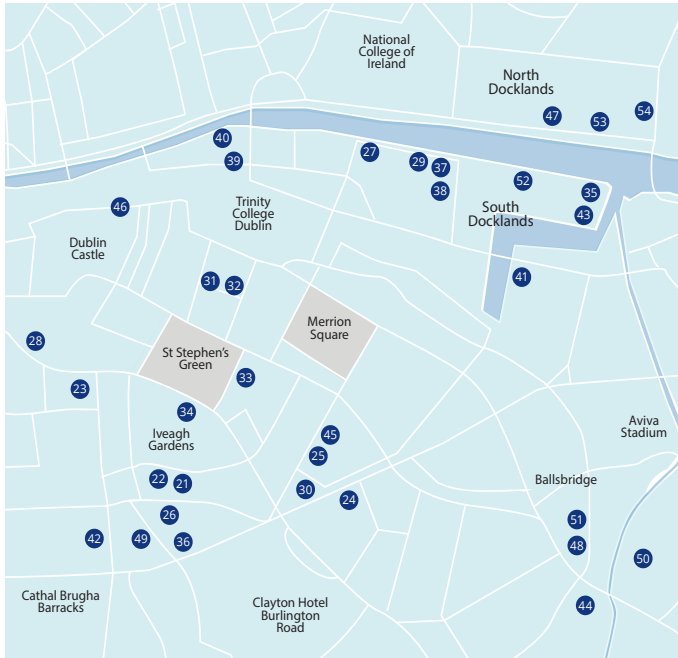 National
College of
Ireland
North
Docklands
54
47
53
40
39
27
29
37
38
52
35
43
46
Trinity
College
Dublin
South
Docklands
Dublin
Castle
41
31
32
Merrion
Square
28
St Stephen's
Green
33
23
34
Iveagh
Gardens
45
25
Aviva
Stadium
22
21
30
24
Ballsbridge
26
51
42
49
36
48
50
Cathal Brugha
Barracks
Clayton Hotel
Burlington
Road
44